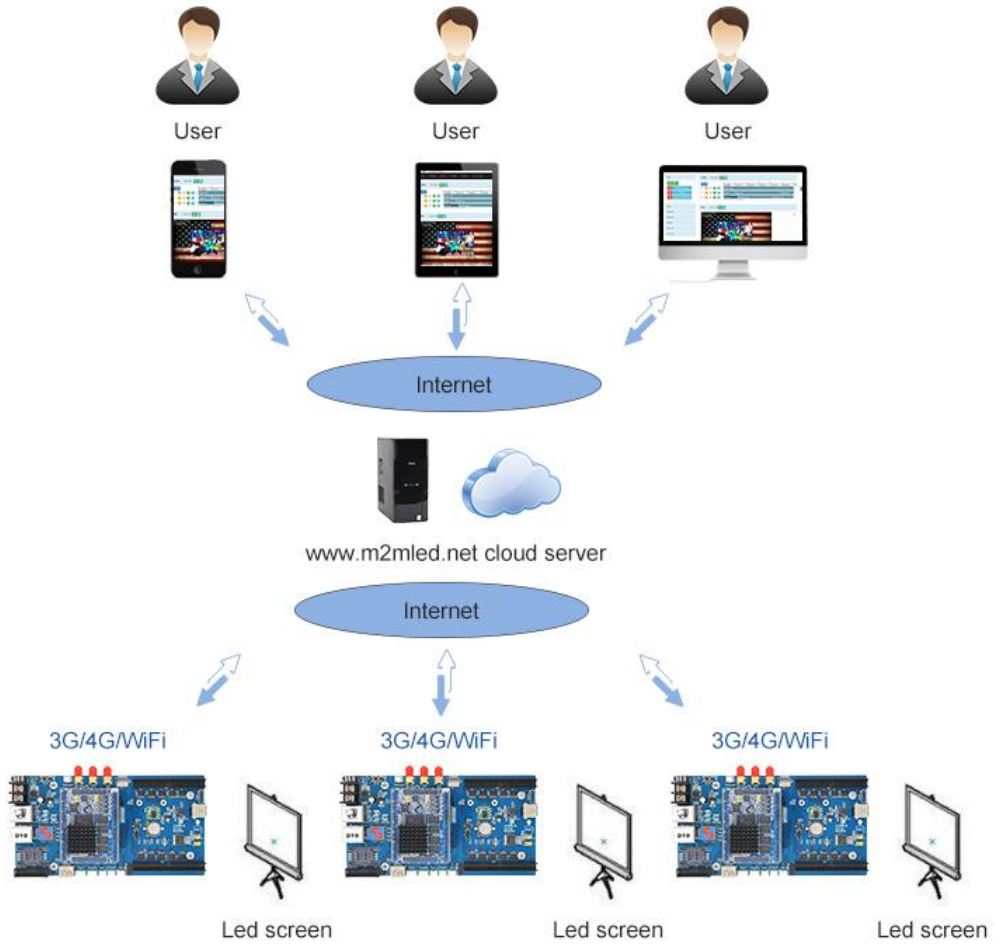 User
User
User
Internet
www.m2mled.net cloud server
Internet
3G/4G/WiFi
3G/4G/WiFi
3G/4G/WiFi
Led screen
Led screen
Led screen